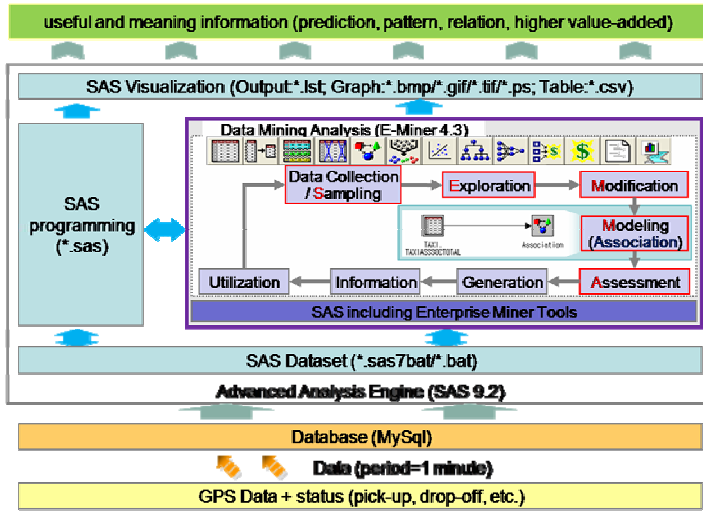 useful and meaning information (prediction, pattern, relation, higher value-added)
SAS Visualization (Output:*.lst; Graph:*.bmp/*.gif/*.tif/*.ps; Table:*.csv)
SAS
programming
(*.sas)
Data Mining Analysis (E-Miner 4.3)
Data Collection
/ Sampling
Exploration
Modification
TAXI.
TAXIASSSOCTOTAL
Association
Modeling
(Association)
Utilization
Information
Generation
Assessment
SAS including Enterprise Miner Tools
SAS Dataset (*.sas7bat/*.bat)
Advanced Analysis Engine (SAS 9.2)
Database (MySql)
Data (period=1 minute)
GPS Data + status (pick-up, drop-off, etc.)